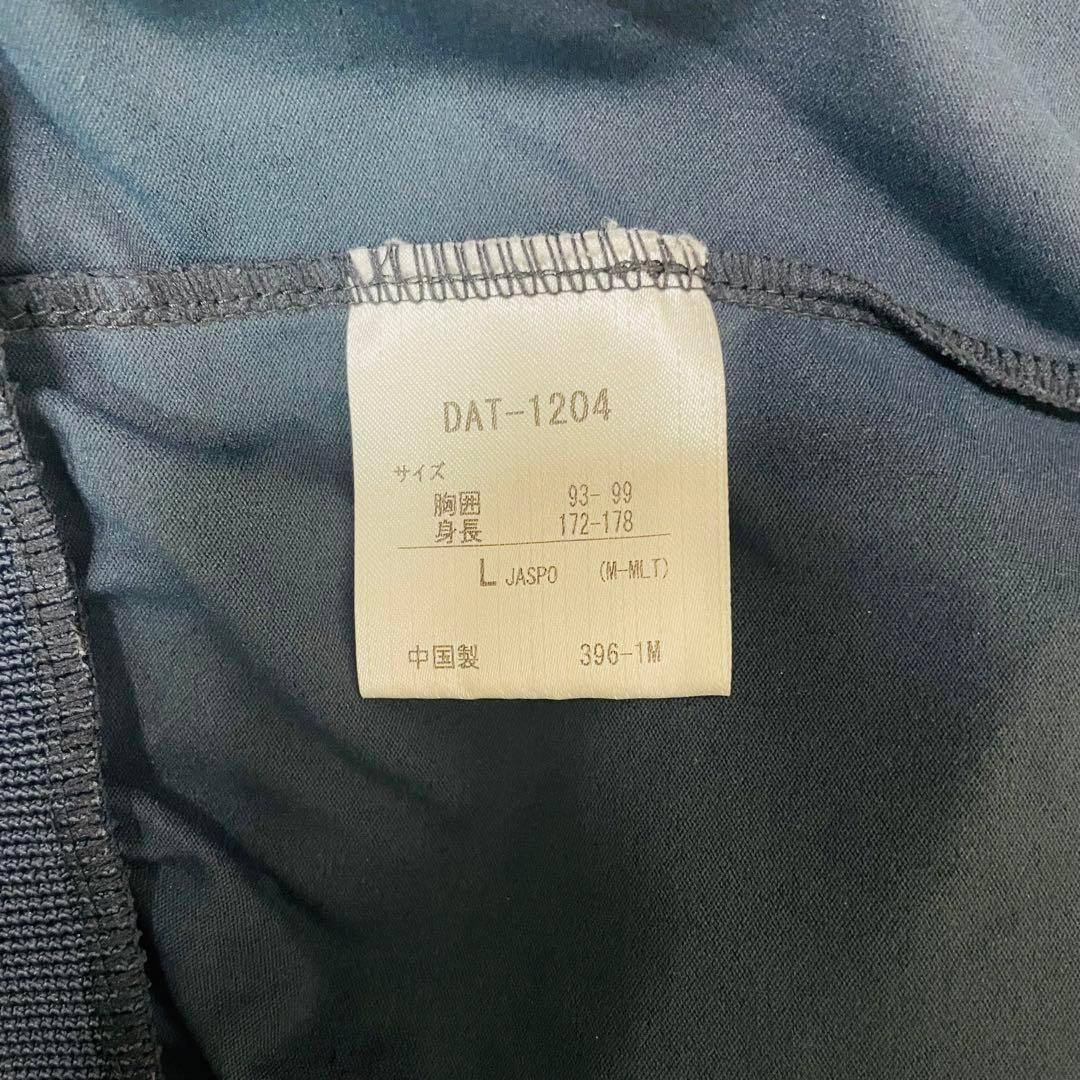 DAT-1204
サイズ
胸囲 93- 99
身長 172-178
L JASPO (M-MLT)
中国製 396-1M